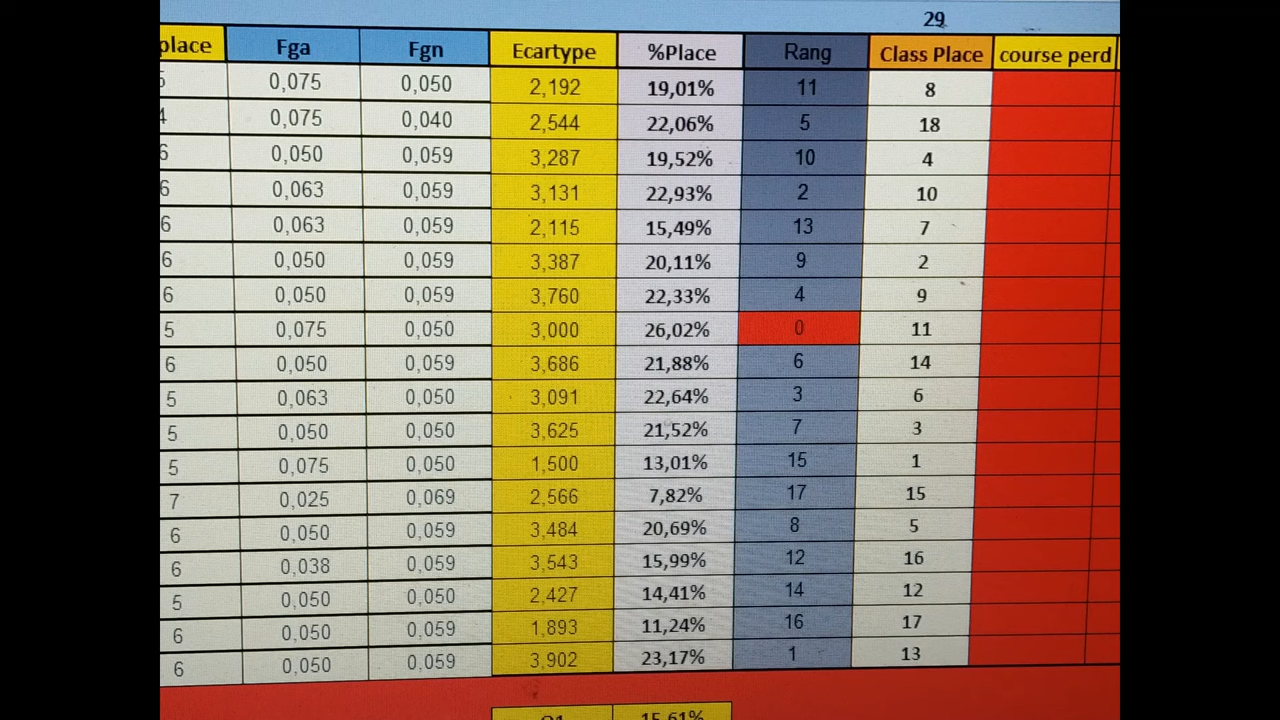 29
place Fga Fgn Ecartype %Place Rang Class Place course perd
5 0,075 0,050 2,192 19,01% 11 8
4 0,075 0,040 2,544 22,06% 5 18
6 0,050 0,059 3,287 19,52% 10 4
6 0,063 0,059 3,131 22,93% 2 10
6 0,063 0,059 2,115 15,49% 13 7
6 0,050 0,059 3,387 20,11% 9 2
6 0,050 0,059 3,760 22,33% 4 9
5 0,075 0,050 3,000 26,02% 0 11
6 0,050 0,059 3,686 21,88% 6 14
5 0,063 0,050 3,091 22,64% 3 6
5 0,050 0,050 3,625 21,52% 7 3
5 0,075 0,050 1,500 13,01% 15 1
7 0,025 0,069 2,566 7,82% 17 15
6 0,050 0,059 3,484 20,69% 8 5
6 0,038 0,059 3,543 15,99% 12 16
5 0,050 0,050 2,427 14,41% 14 12
6 0,050 0,059 1,893 11,24% 16 17
6 0,050 0,059 3,902 23,17% 1 13
15,61%